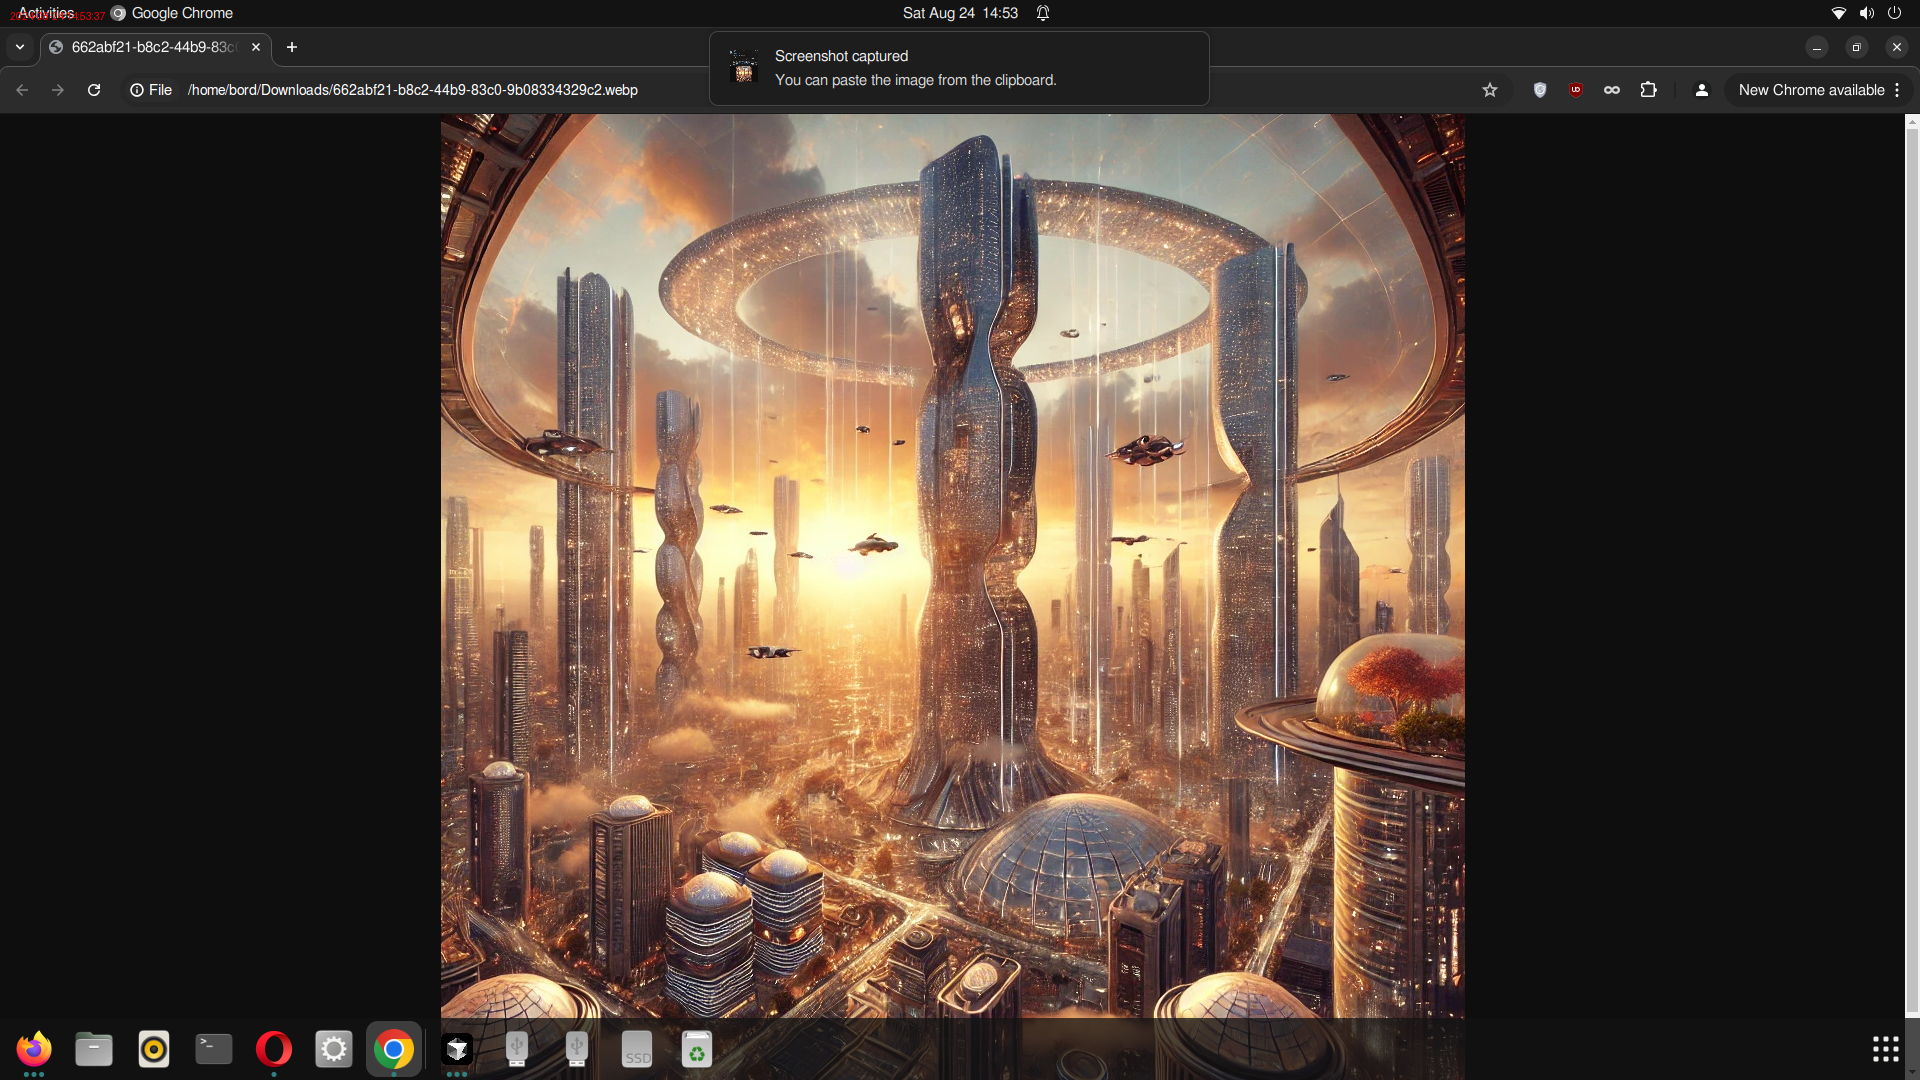 Activities
Google Chrome
Sat Aug 24 14:53
662abf21-b8c2-44b9-83c
Screenshot captured
You can paste the image from the clipboard.
File
/home/bord/Downloads/662abf21-b8c2-44b9-83c0-9b08334329c2.webp
New Chrome available
SSD